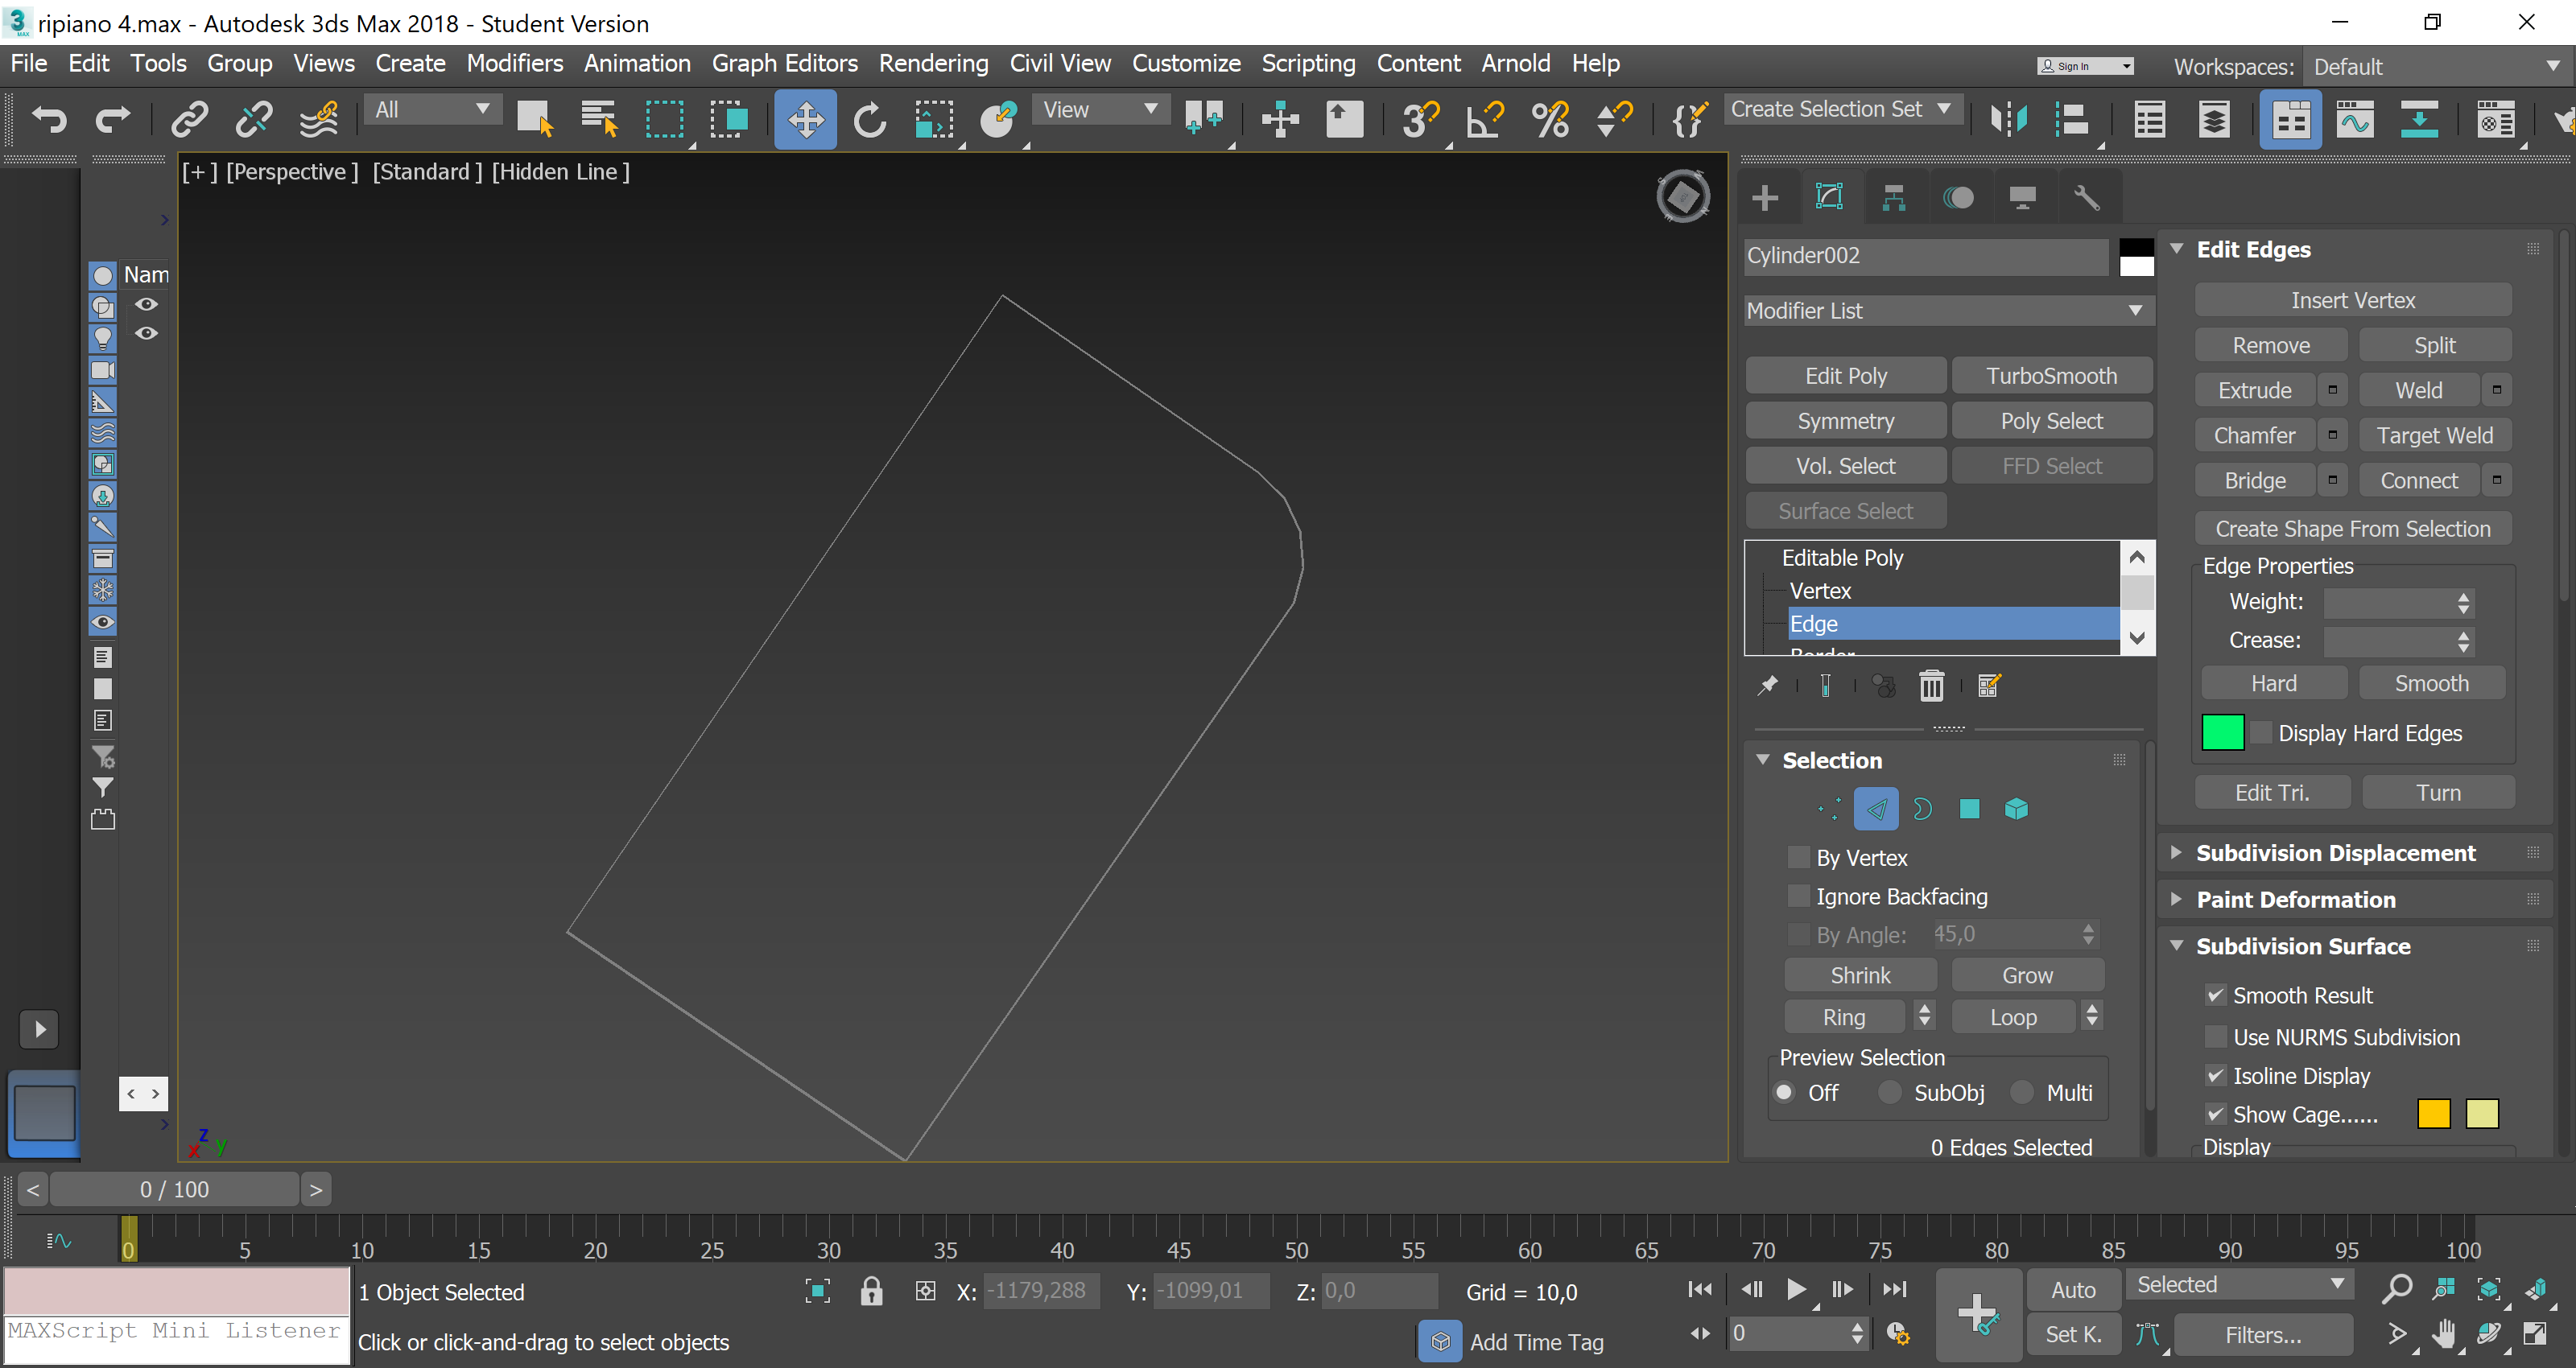 ripiano 4.max - Autodesk 3ds Max 2018 - Student Version
File Edit Tools Group Views Create Modifiers Animation Graph Editors Rendering Civil View Customize Scripting Content Arnold Help
Sign In
Workspaces: Default
All
View
Create Selection Set
[+] [Perspective] [Standard] [Hidden Line]
Nam
Cylinder002
Modifier List
Edit Poly TurboSmooth
Symmetry Poly Select
Vol. Select FFD Select
Surface Select
Editable Poly
Vertex
Edge
Border
Selection
By Vertex
Ignore Backfacing
By Angle: 45,0
Shrink Grow
Ring Loop
Preview Selection
Off SubObj Multi
0 Edges Selected
Edit Edges
Insert Vertex
Remove Split
Extrude Weld
Chamfer Target Weld
Bridge Connect
Create Shape From Selection
Edge Properties
Weight:
Crease:
Hard Smooth
Display Hard Edges
Edit Tri. Turn
Subdivision Displacement
Paint Deformation
Subdivision Surface
Smooth Result
Use NURMS Subdivision
Isoline Display
Show Cage......
Display
z
x y
< 0 / 100 >
0 5 10 15 20 25 30 35 40 45 50 55 60 65 70 75 80 85 90 95 100
1 Object Selected
X: -1179,288 Y: -1099,01 Z: 0,0 Grid = 10,0
Auto Selected
MAXScript Mini Listener
Click or click-and-drag to select objects
Add Time Tag
0
Set K. Filters...